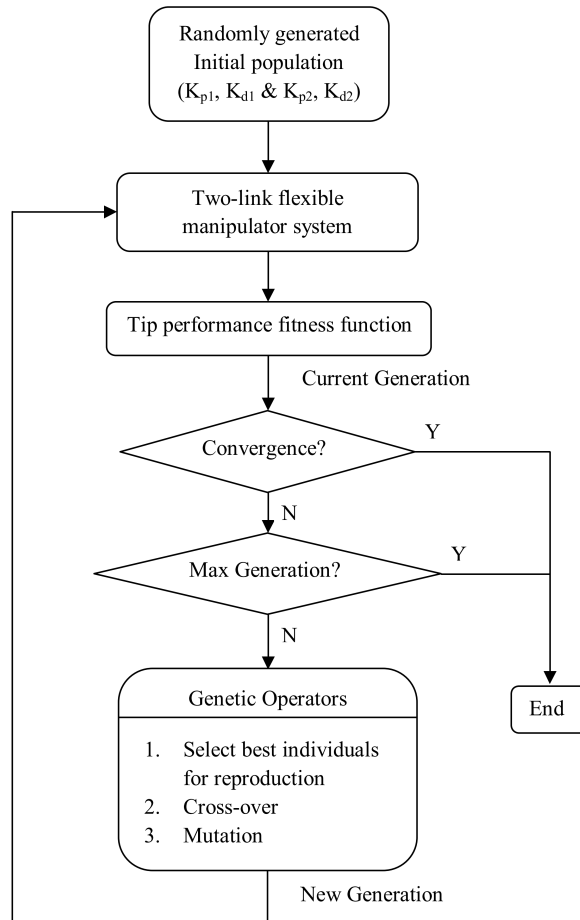 Randomly generated
Initial population
(Kp1, Kd1 & Kp2, Kd2)
Two-link flexible
manipulator system
Tip performance fitness function
Current Generation
Convergence?
Y
N
Max Generation?
Y
N
Genetic Operators
End
1. Select best individuals
for reproduction
2. Cross-over
3. Mutation
New Generation